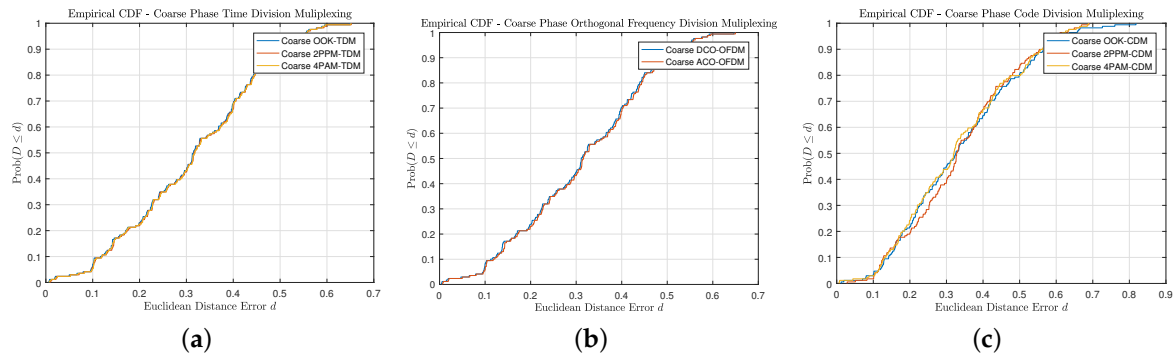 Empirical CDF - Coarse Phase Time Division Muliplexing
1
0.9
0.8
0.7
0.6
0.5
0.4
0.3
0.2
0.1
0
Prob(D ≤ d)
Coarse OOK-TDM
Coarse 2PPM-TDM
Coarse 4PAM-TDM
0 0.1 0.2 0.3 0.4 0.5 0.6 0.7
Euclidean Distance Error d
(a)
Empirical CDF - Coarse Phase Orthogonal Frequency Division Muliplexing
1
0.9
0.8
0.7
0.6
0.5
0.4
0.3
0.2
0.1
0
Prob(D ≤ d)
Coarse DCO-OFDM
Coarse ACO-OFDM
0 0.1 0.2 0.3 0.4 0.5 0.6 0.7
Euclidean Distance Error d
(b)
Empirical CDF - Coarse Phase Code Division Muliplexing
1
0.9
0.8
0.7
0.6
0.5
0.4
0.3
0.2
0.1
0
Prob(D ≤ d)
Coarse OOK-CDM
Coarse 2PPM-CDM
Coarse 4PAM-CDM
0 0.1 0.2 0.3 0.4 0.5 0.6 0.7 0.8 0.9
Euclidean Distance Error d
(c)